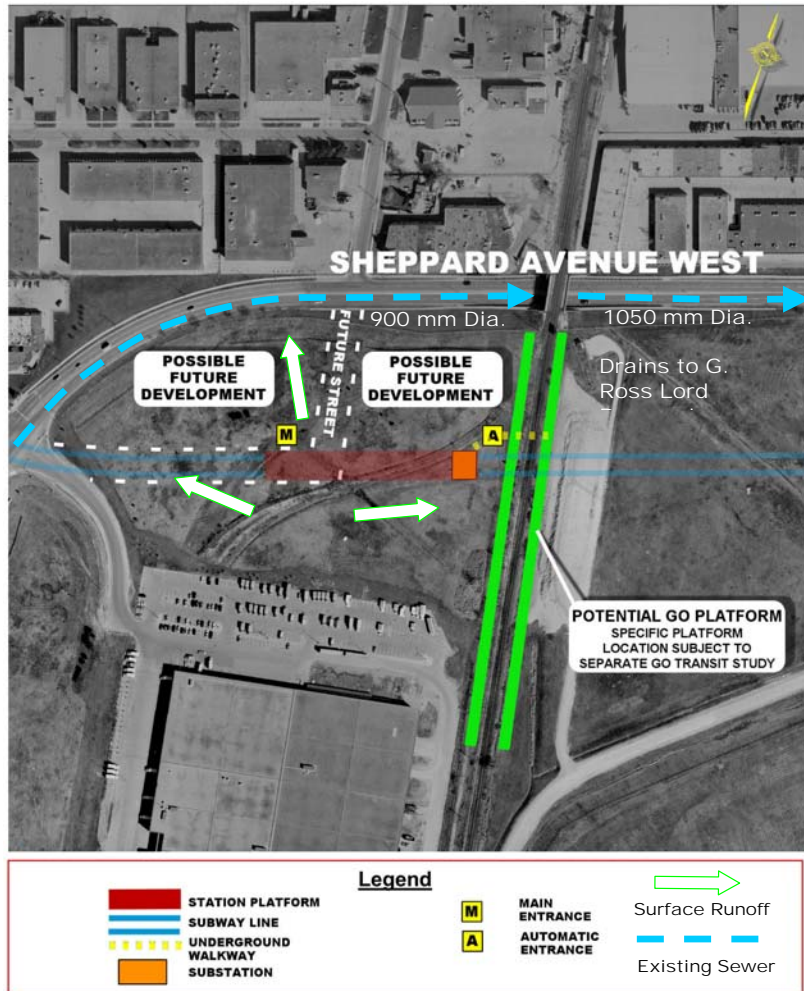 SHEPPARD AVENUE WEST
900 mm Dia.
1050 mm Dia.
POSSIBLE
FUTURE
DEVELOPMENT
FUTURE STREET
POSSIBLE
FUTURE
DEVELOPMENT
Drains to G.
Ross Lord
M
A
POTENTIAL GO PLATFORM
SPECIFIC PLATFORM
LOCATION SUBJECT TO
SEPARATE GO TRANSIT STUDY
Legend
STATION PLATFORM
SUBWAY LINE
UNDERGROUND
WALKWAY
SUBSTATION
M
MAIN
ENTRANCE
A
AUTOMATIC
ENTRANCE
Surface Runoff
Existing Sewer